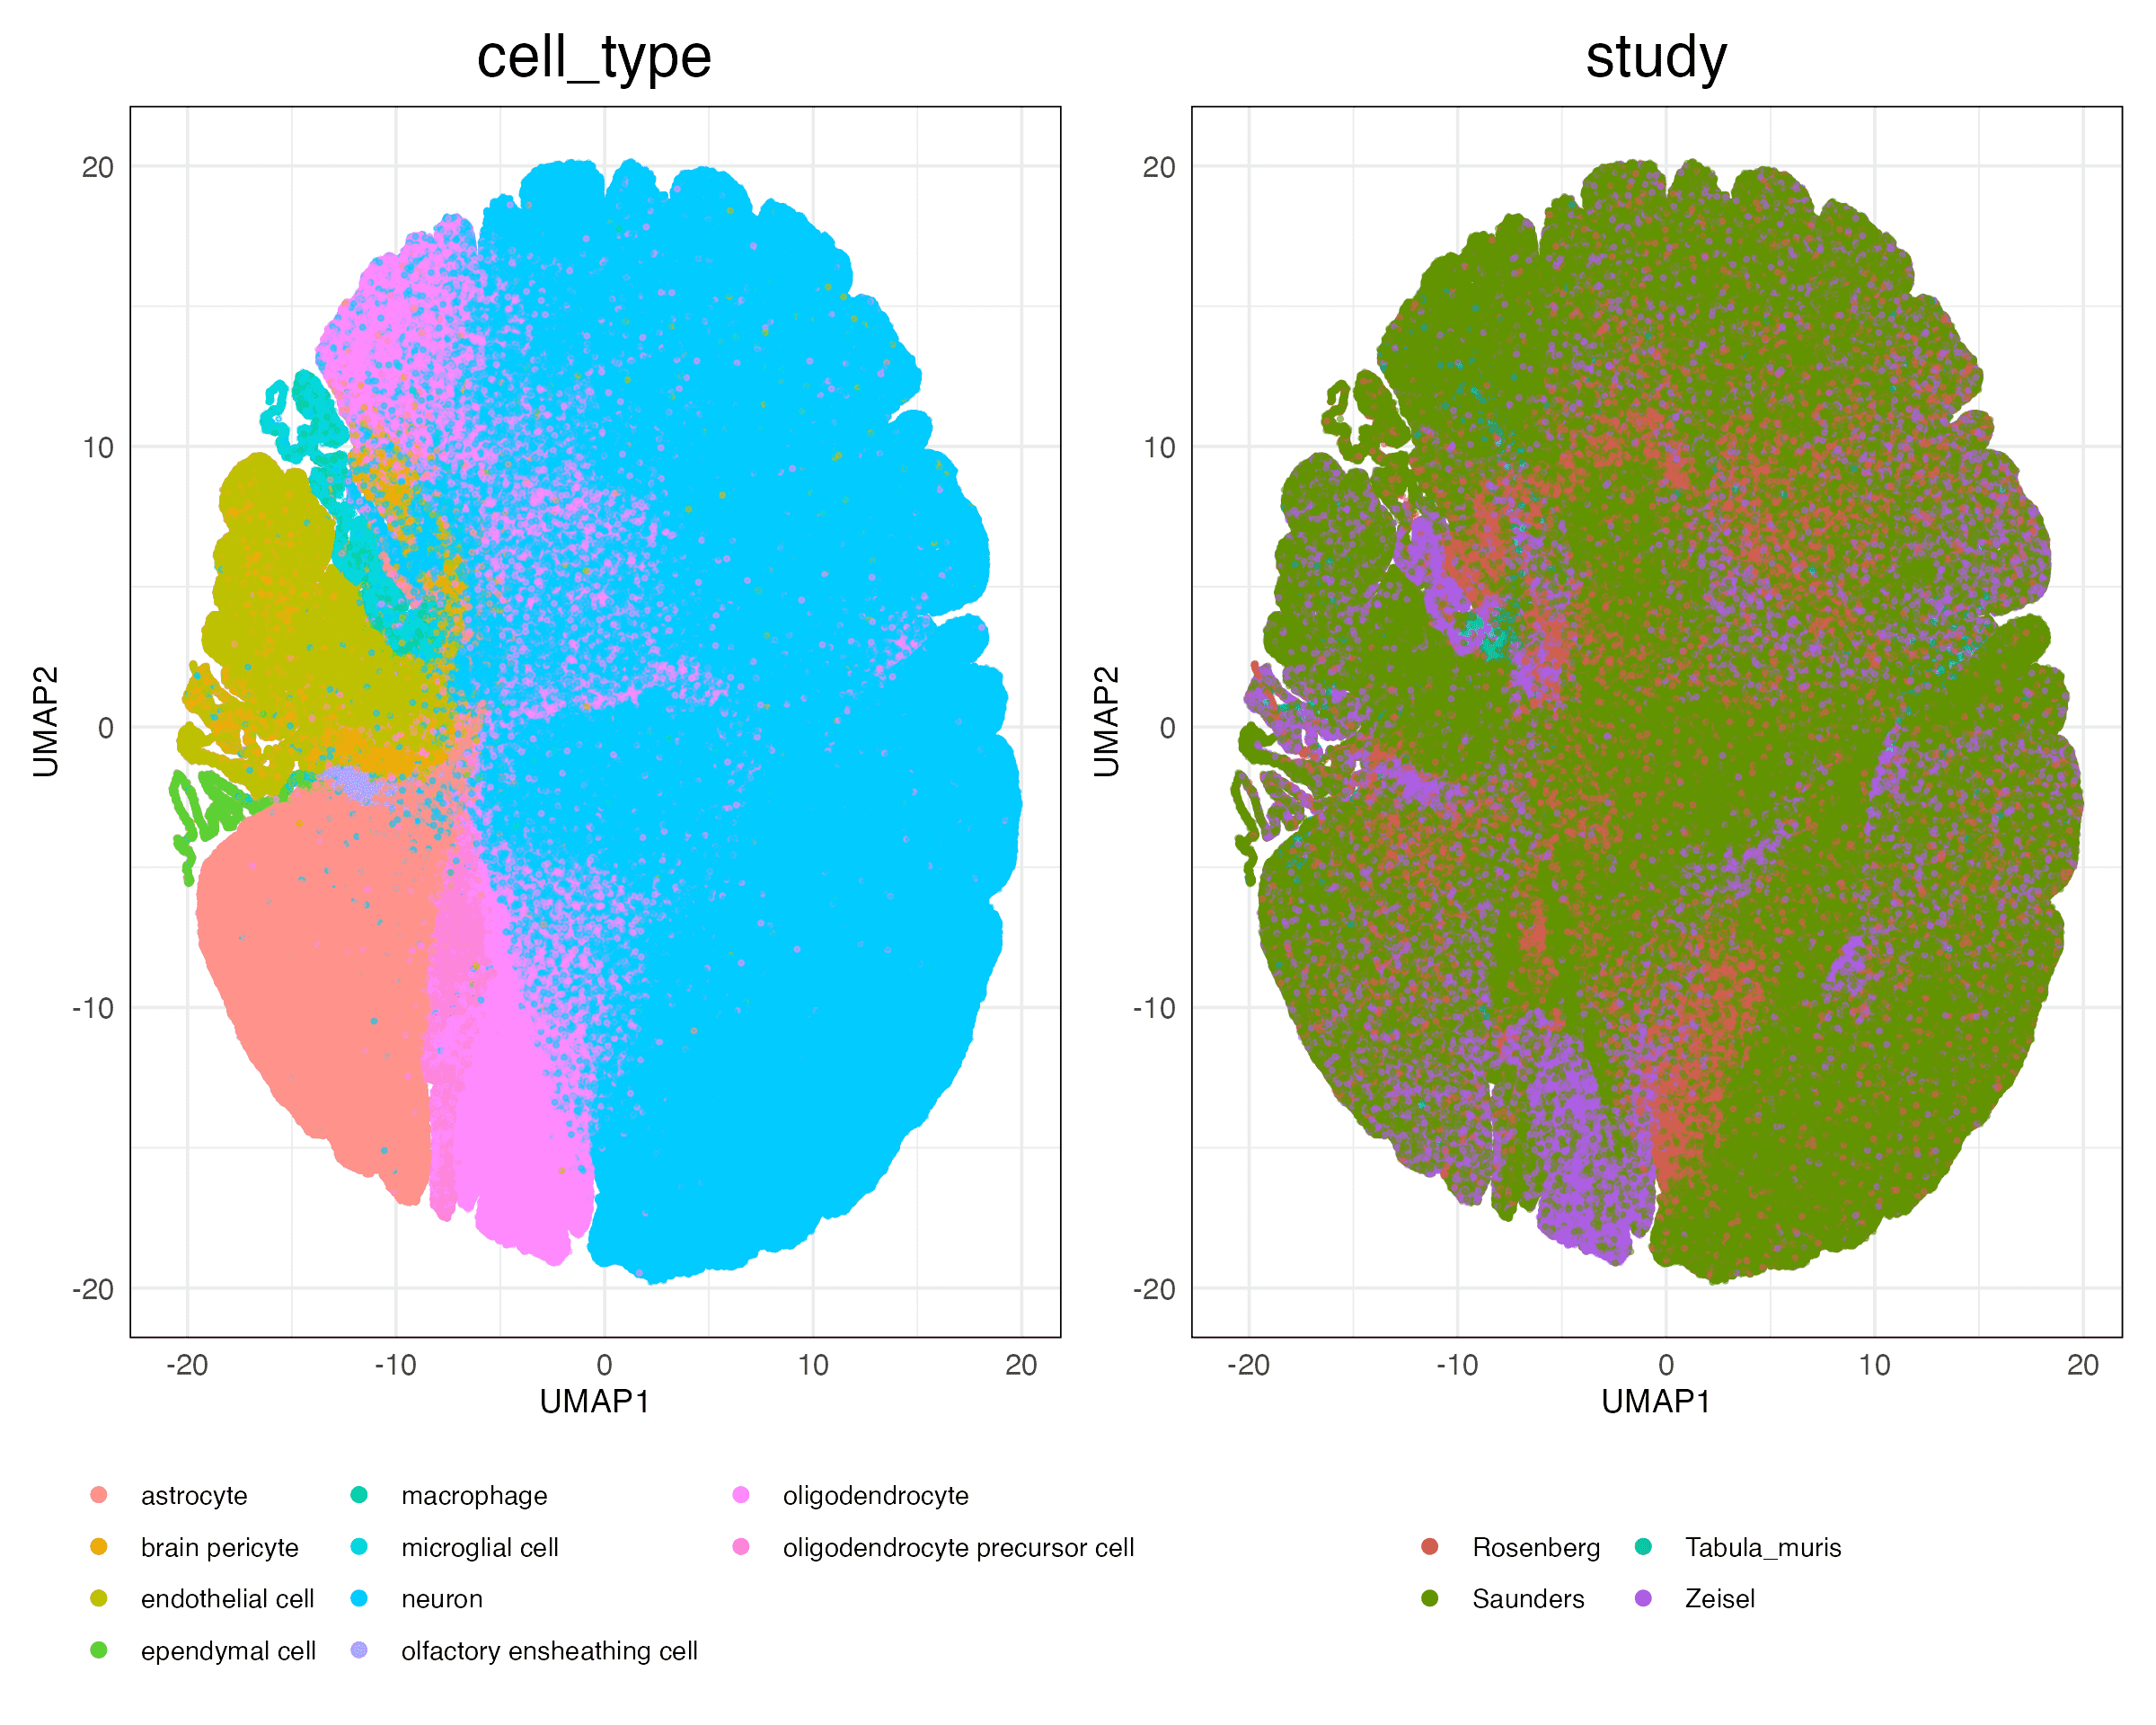 cell_type
study
UMAP2
20
10
0
-10
-20
-20 -10 0 10 20
UMAP1
UMAP2
20
10
0
-10
-20
-20 -10 0 10 20
UMAP1
astrocyte macrophage oligodendrocyte
brain pericyte microglial cell oligodendrocyte precursor cell
endothelial cell neuron
ependymal cell olfactory ensheathing cell
Rosenberg Tabula_muris
Saunders Zeisel